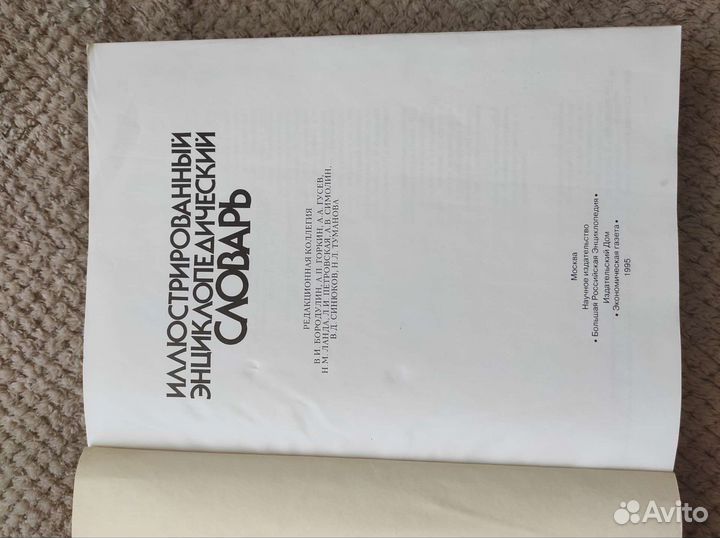 ИЛЛЮСТРИРОВАННЫЙ
ЭНЦИКЛОПЕДИЧЕСКИЙ
СЛОВАРЬ
РЕДАКЦИОННАЯ КОЛЛЕГИЯ
В.И. БОРОДУЛИН, А.П. ГОРКИН, А.А. ГУСЕВ,
Н.М. ЛАНДА, Л.И. ПЕТРОВСКАЯ, А.В. СИМОЛИН,
В.Д. СИНЮКОВ, Н.Л. ТУМАНОВА
Москва
Научное издательство
• Большая Российская Энциклопедия •
Издательский Дом
• Экономическая газета •
1995
Avito